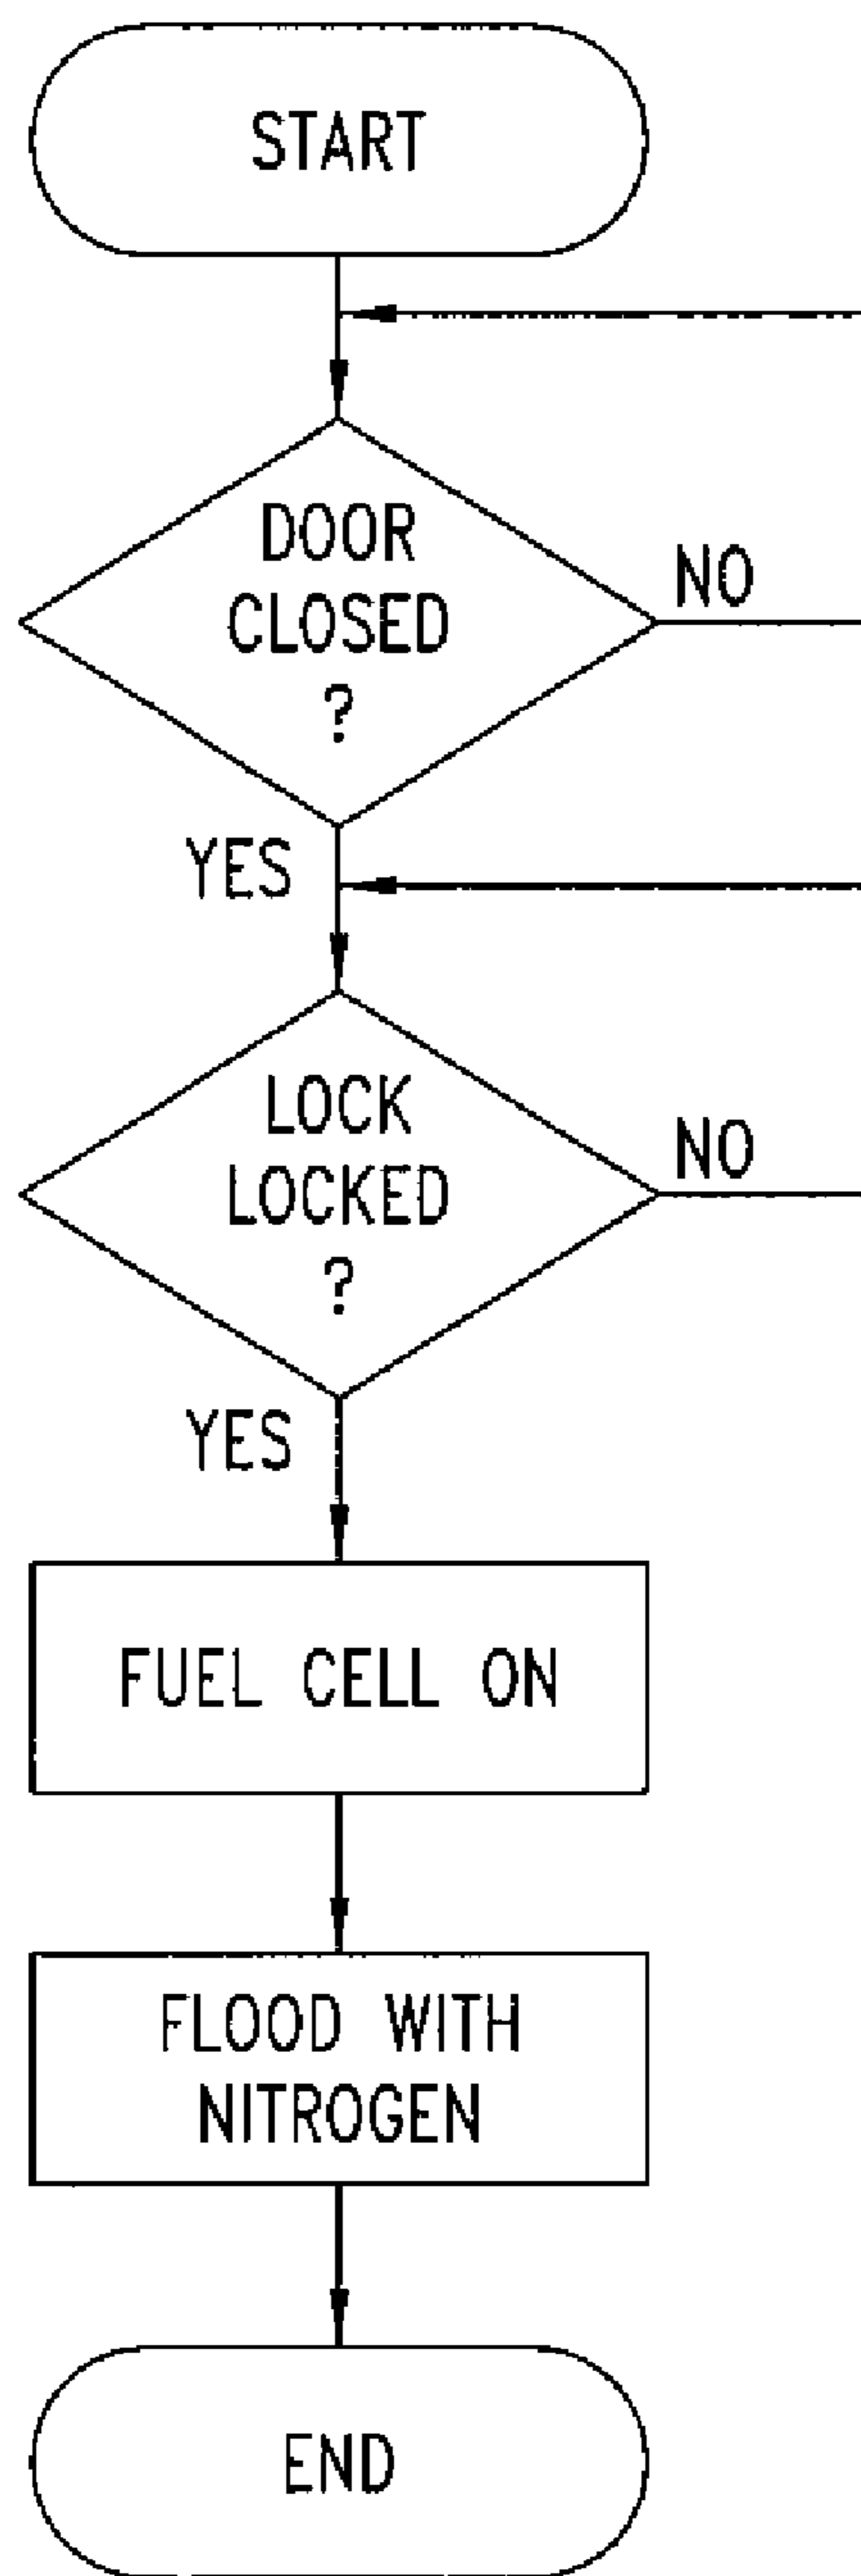 START
DOOR
CLOSED
?
NO
YES
LOCK
LOCKED
?
NO
YES
FUEL CELL ON
FLOOD WITH
NITROGEN
END